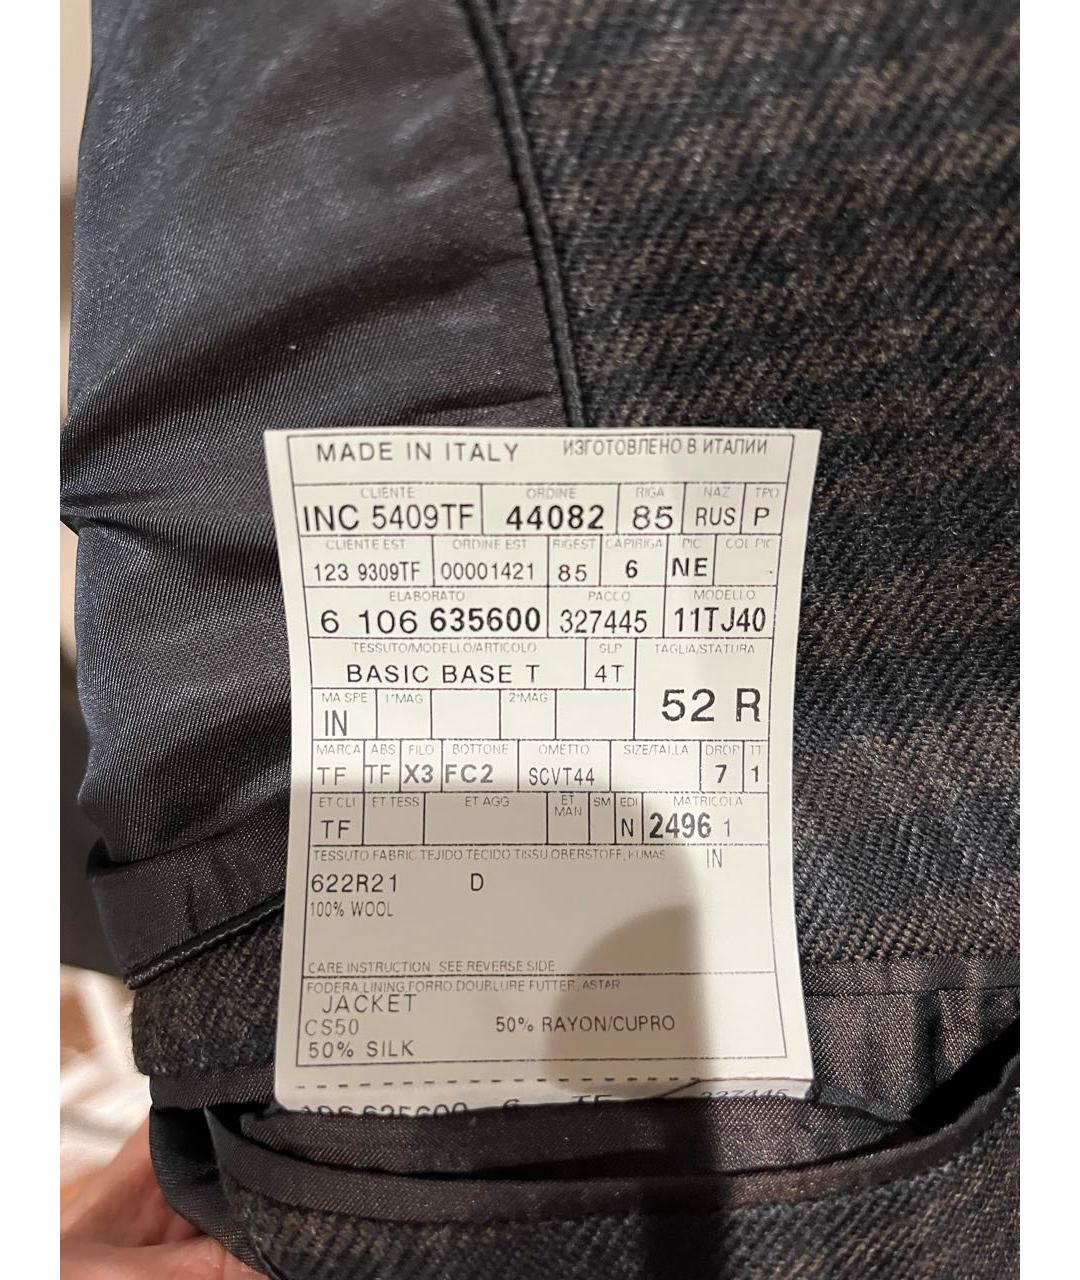 MADE IN ITALY ИЗГОТОВЛЕНО В ИТАЛИИ
CLIENTE ORDINE RIGA NAZ TPO
INC 5409TF 44082 85 RUS P
CLIENTE EST ORDINE EST RIGEST CAPIRIGA PIC COL PIC
123 9309TF 00001421 85 6 NE
ELABORATO PACCO MODELLO
6 106 635600 327445 11TJ40
TESSUTO/MODELLO/ARTICOLO SLP TAGLIA/STATURA
BASIC BASE T 4T 52 R
MA SPE 1°MAG 2°MAG
IN
MARCA ABS FILO BOTTONE OMETTO SIZE/TALLA DROP TT
TF TF X3 FC2 SCVT44 7 1
ET CLI ET TESS ET AGG ET MAN SM EDI MATRICOLA
TF N 2496 1
TESSUTO FABRIC TEJIDO TECIDO TISSU OBERSTOFF, KUMAS IN
622R21 D
100% WOOL
CARE INSTRUCTION SEE REVERSE SIDE
FODERA,LINING,FORRO,DOUBLURE FUTTER, ASTAR
JACKET
CS50 50% RAYON/CUPRO
50% SILK
106 635600 6 TF 327445